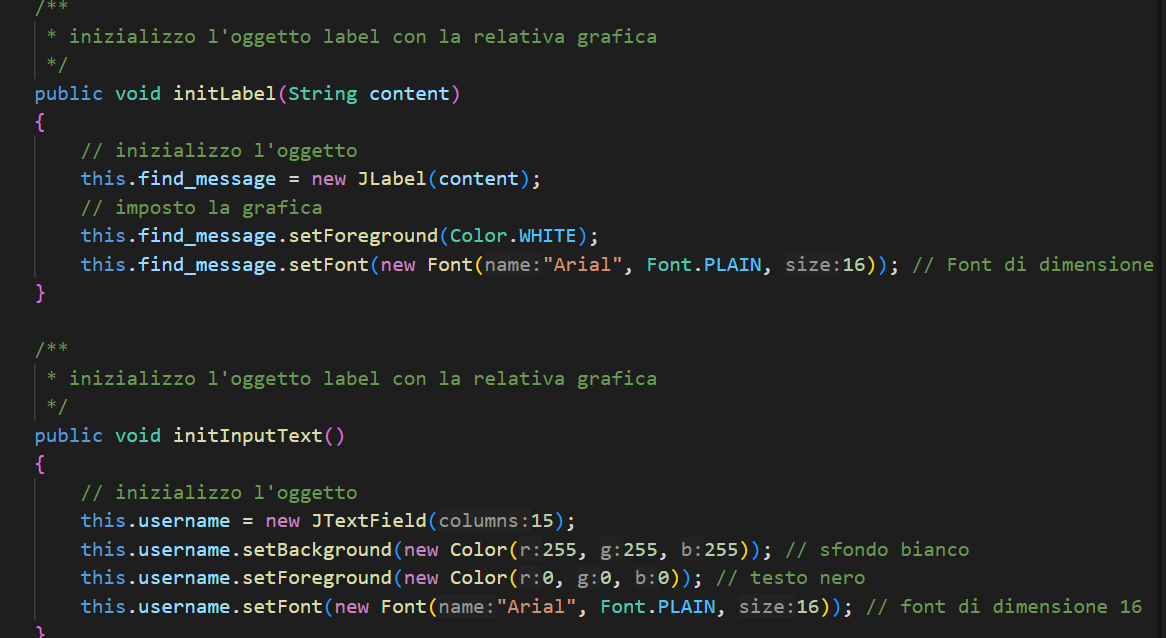 /**
 * inizializzo l'oggetto label con la relativa grafica
 */
public void initLabel(String content)
{
    // inizializzo l'oggetto
    this.find_message = new JLabel(content);
    // imposto la grafica
    this.find_message.setForeground(Color.WHITE);
    this.find_message.setFont(new Font(name:"Arial", Font.PLAIN, size:16)); // Font di dimensione
}

/**
 * inizializzo l'oggetto label con la relativa grafica
 */
public void initInputText()
{
    // inizializzo l'oggetto
    this.username = new JTextField(columns:15);
    this.username.setBackground(new Color(r:255, g:255, b:255)); // sfondo bianco
    this.username.setForeground(new Color(r:0, g:0, b:0)); // testo nero
    this.username.setFont(new Font(name:"Arial", Font.PLAIN, size:16)); // font di dimensione 16
}